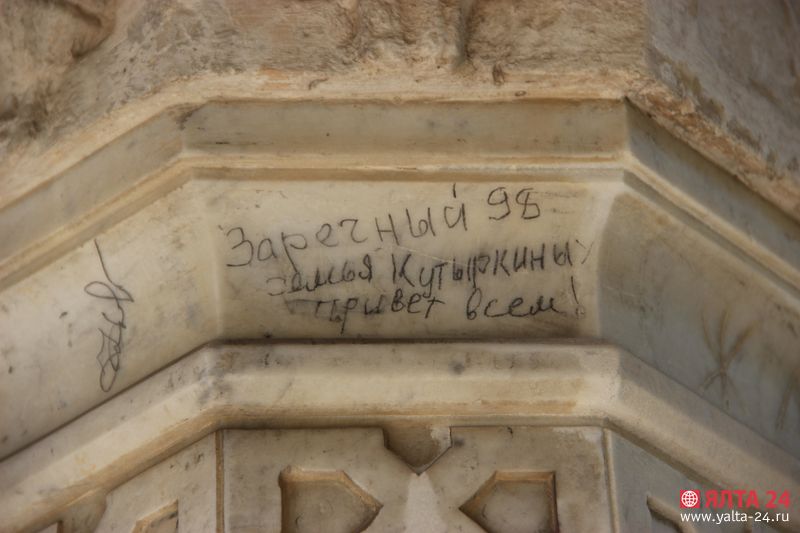 Заречный 98
семья Кутыркиных
привет всем!
ЯЛТА 24
www.yalta-24.ru